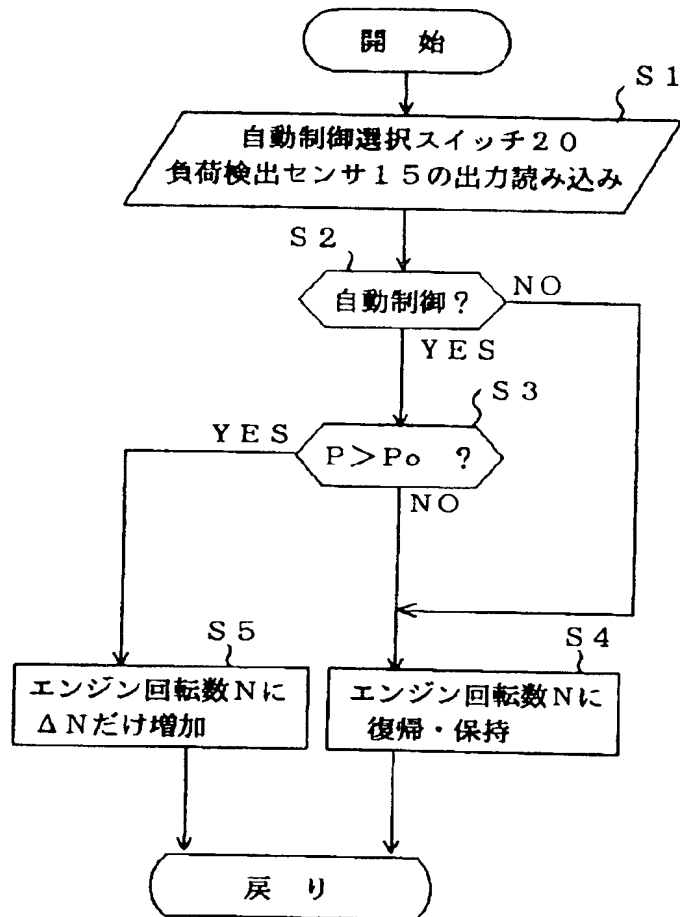 開 始
S1
自動制御選択スイッチ20
負荷検出センサ15の出力読み込み
S2
自動制御?
NO
YES
S3
YES
P>Po ?
NO
S5
S4
エンジン回転数Nに
ΔNだけ増加
エンジン回転数Nに
復帰・保持
戻 り